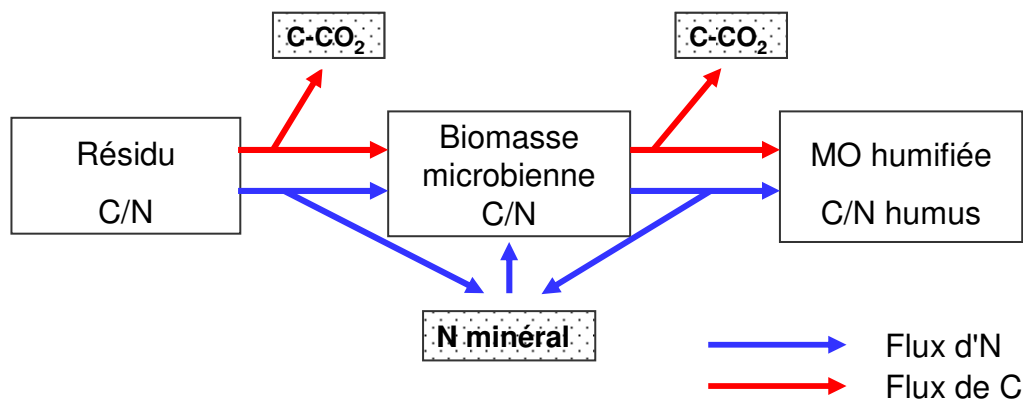 C-CO₂
C-CO₂
Résidu
C/N
Biomasse
microbienne
C/N
MO humifiée
C/N humus
N minéral
Flux d'N
Flux de C